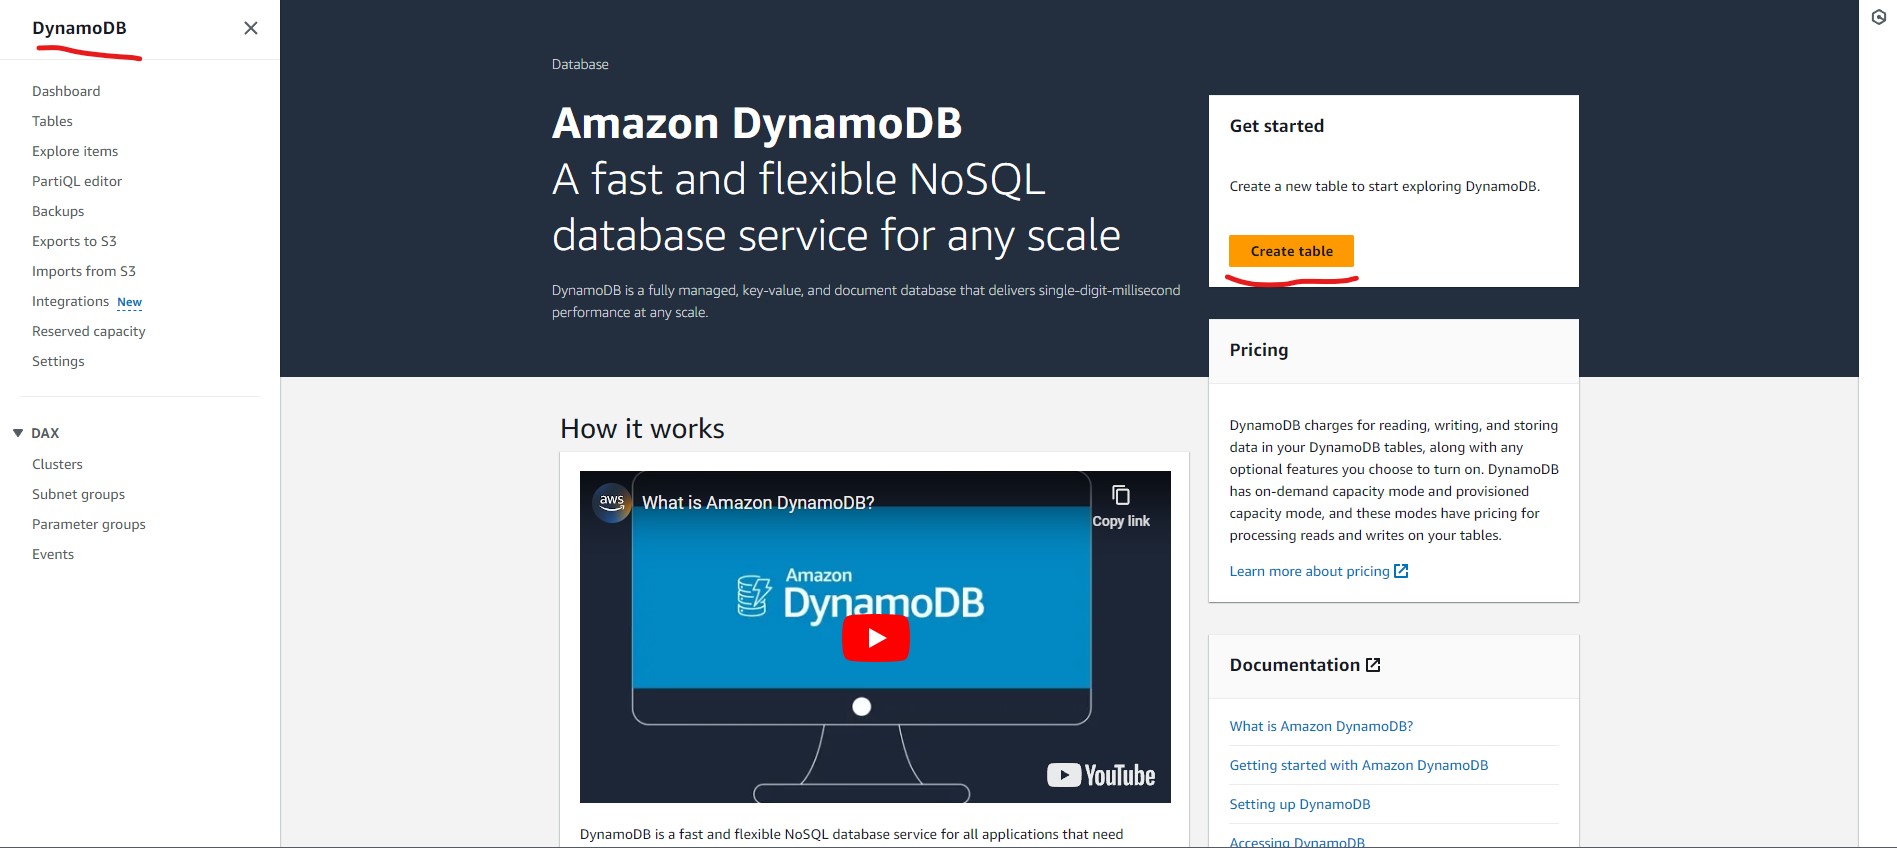 DynamoDB
Dashboard
Tables
Explore items
PartiQL editor
Backups
Exports to S3
Imports from S3
Integrations New
Reserved capacity
Settings
DAX
Clusters
Subnet groups
Parameter groups
Events
Database
Amazon DynamoDB
A fast and flexible NoSQL
database service for any scale
DynamoDB is a fully managed, key-value, and document database that delivers single-digit-millisecond
performance at any scale.
Get started
Create a new table to start exploring DynamoDB.
Create table
Pricing
DynamoDB charges for reading, writing, and storing
data in your DynamoDB tables, along with any
optional features you choose to turn on. DynamoDB
has on-demand capacity mode and provisioned
capacity mode, and these modes have pricing for
processing reads and writes on your tables.
Learn more about pricing
How it works
aws
What is Amazon DynamoDB?
Copy link
Amazon
DynamoDB
YouTube
DynamoDB is a fast and flexible NoSQL database service for all applications that need
Documentation
What is Amazon DynamoDB?
Getting started with Amazon DynamoDB
Setting up DynamoDB
Accessing DynamoDB